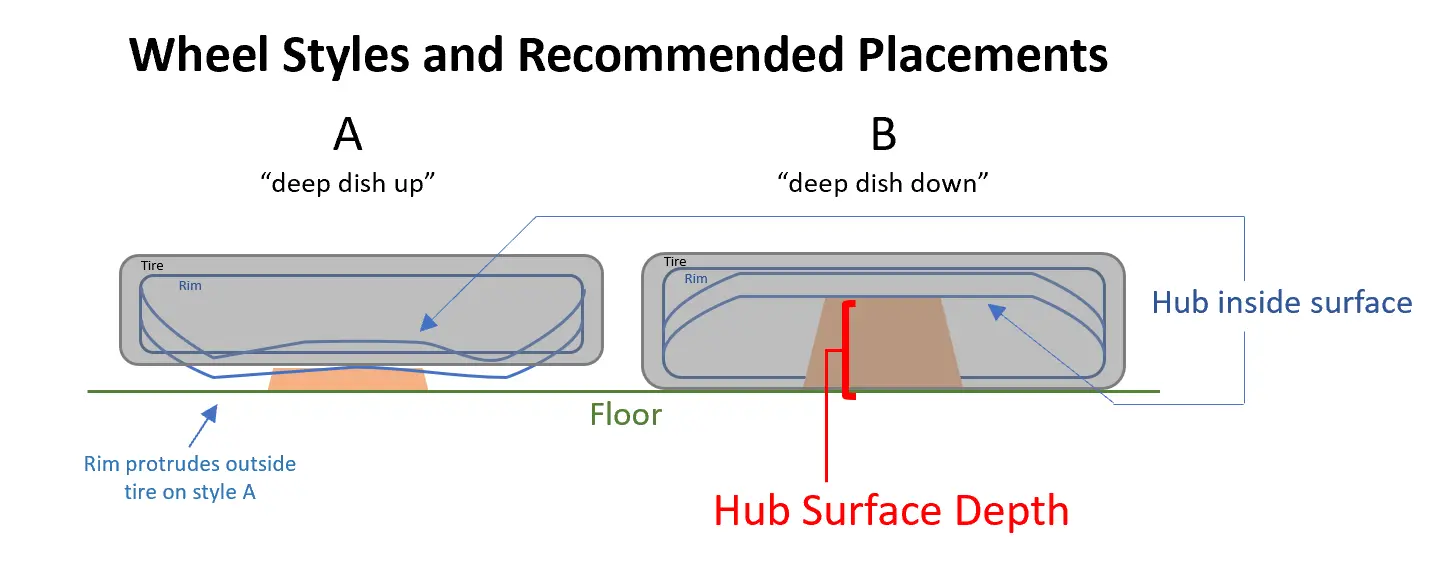 Wheel Styles and Recommended Placements
A
B
“deep dish up”
“deep dish down”
Tire
Rim
Tire
Rim
Hub inside surface
Floor
Rim protrudes outside
tire on style A
Hub Surface Depth